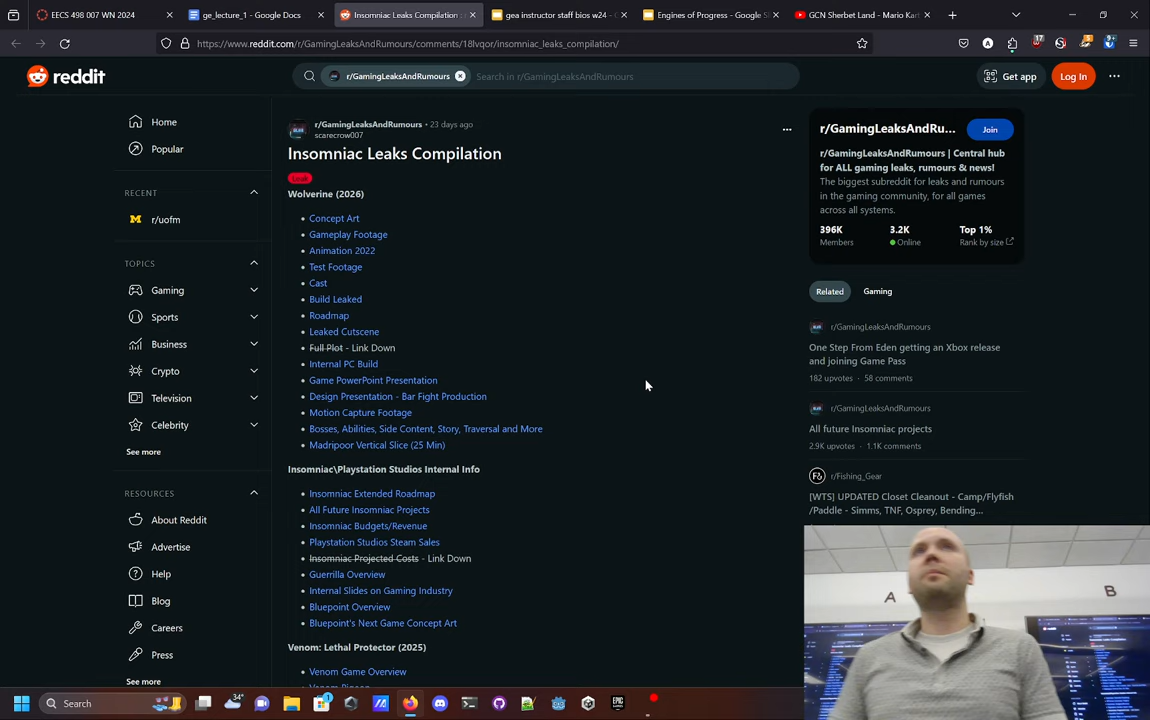 EECS 498 007 WN 2024
ge_lecture_1 - Google Docs
Insomniac Leaks Compilation :
gea instructor staff bios w24 - G
Engines of Progress - Google Sl
GCN Sherbet Land - Mario Kar
https://www.reddit.com/r/GamingLeaksAndRumours/comments/18lvqor/insomniac_leaks_compilation/
17
9
reddit
r/GamingLeaksAndRumours
Search in r/GamingLeaksAndRumours
Get app
Log In
Home
Popular
RECENT
r/uofm
TOPICS
Gaming
Sports
Business
Crypto
Television
Celebrity
See more
RESOURCES
About Reddit
Advertise
Help
Blog
Careers
Press
See more
r/GamingLeaksAndRumours • 23 days ago
scarecrow007
Insomniac Leaks Compilation
Leak
Wolverine (2026)
• Concept Art
• Gameplay Footage
• Animation 2022
• Test Footage
• Cast
• Build Leaked
• Roadmap
• Leaked Cutscene
• Full Plot - Link Down
• Internal PC Build
• Game PowerPoint Presentation
• Design Presentation - Bar Fight Production
• Motion Capture Footage
• Bosses, Abilities, Side Content, Story, Traversal and More
• Madripoor Vertical Slice (25 Min)
Insomniac\Playstation Studios Internal Info
• Insomniac Extended Roadmap
• All Future Insomniac Projects
• Insomniac Budgets/Revenue
• Playstation Studios Steam Sales
• Insomniac Projected Costs - Link Down
• Guerrilla Overview
• Internal Slides on Gaming Industry
• Bluepoint Overview
• Bluepoint's Next Game Concept Art
Venom: Lethal Protector (2025)
• Venom Game Overview
r/GamingLeaksAndRu...
Join
r/GamingLeaksAndRumours | Central
hub for ALL gaming leaks, rumours & news!
The biggest subreddit for leaks and rumours
in the gaming community, for all games
across all systems.
396K
3.2K
Top 1%
Members
Online
Rank by size
Related
Gaming
r/GamingLeaksAndRumours
One Step From Eden getting an Xbox release
and joining Game Pass
182 upvotes · 58 comments
r/GamingLeaksAndRumours
All future Insomniac projects
2.9K upvotes · 1.1K comments
r/Fishing_Gear
[WTS] UPDATED Closet Cleanout - Camp/Flyfish
/Paddle - Simms, TNF, Osprey, Bending...
A
B
Search
34°
1
EPIC